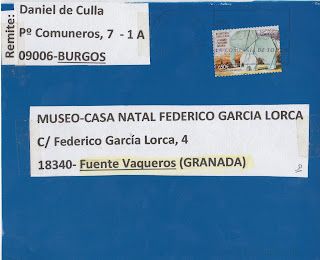 Remite: Daniel de Culla
Pº Comuneros, 7 - 1 A
09006-BURGOS
MUSEO-CASA NATAL FEDERICO GARCIA LORCA
C/ Federico García Lorca, 4
18340- Fuente Vaqueros (GRANADA)